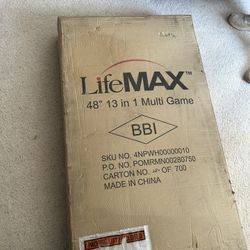 LifeMAX™
48" 13 in 1 Multi Game
BBI
SKU NO. 4NPWH00000010
P.O. NO. POMRMN00280750
CARTON NO. OF 700
MADE IN CHINA